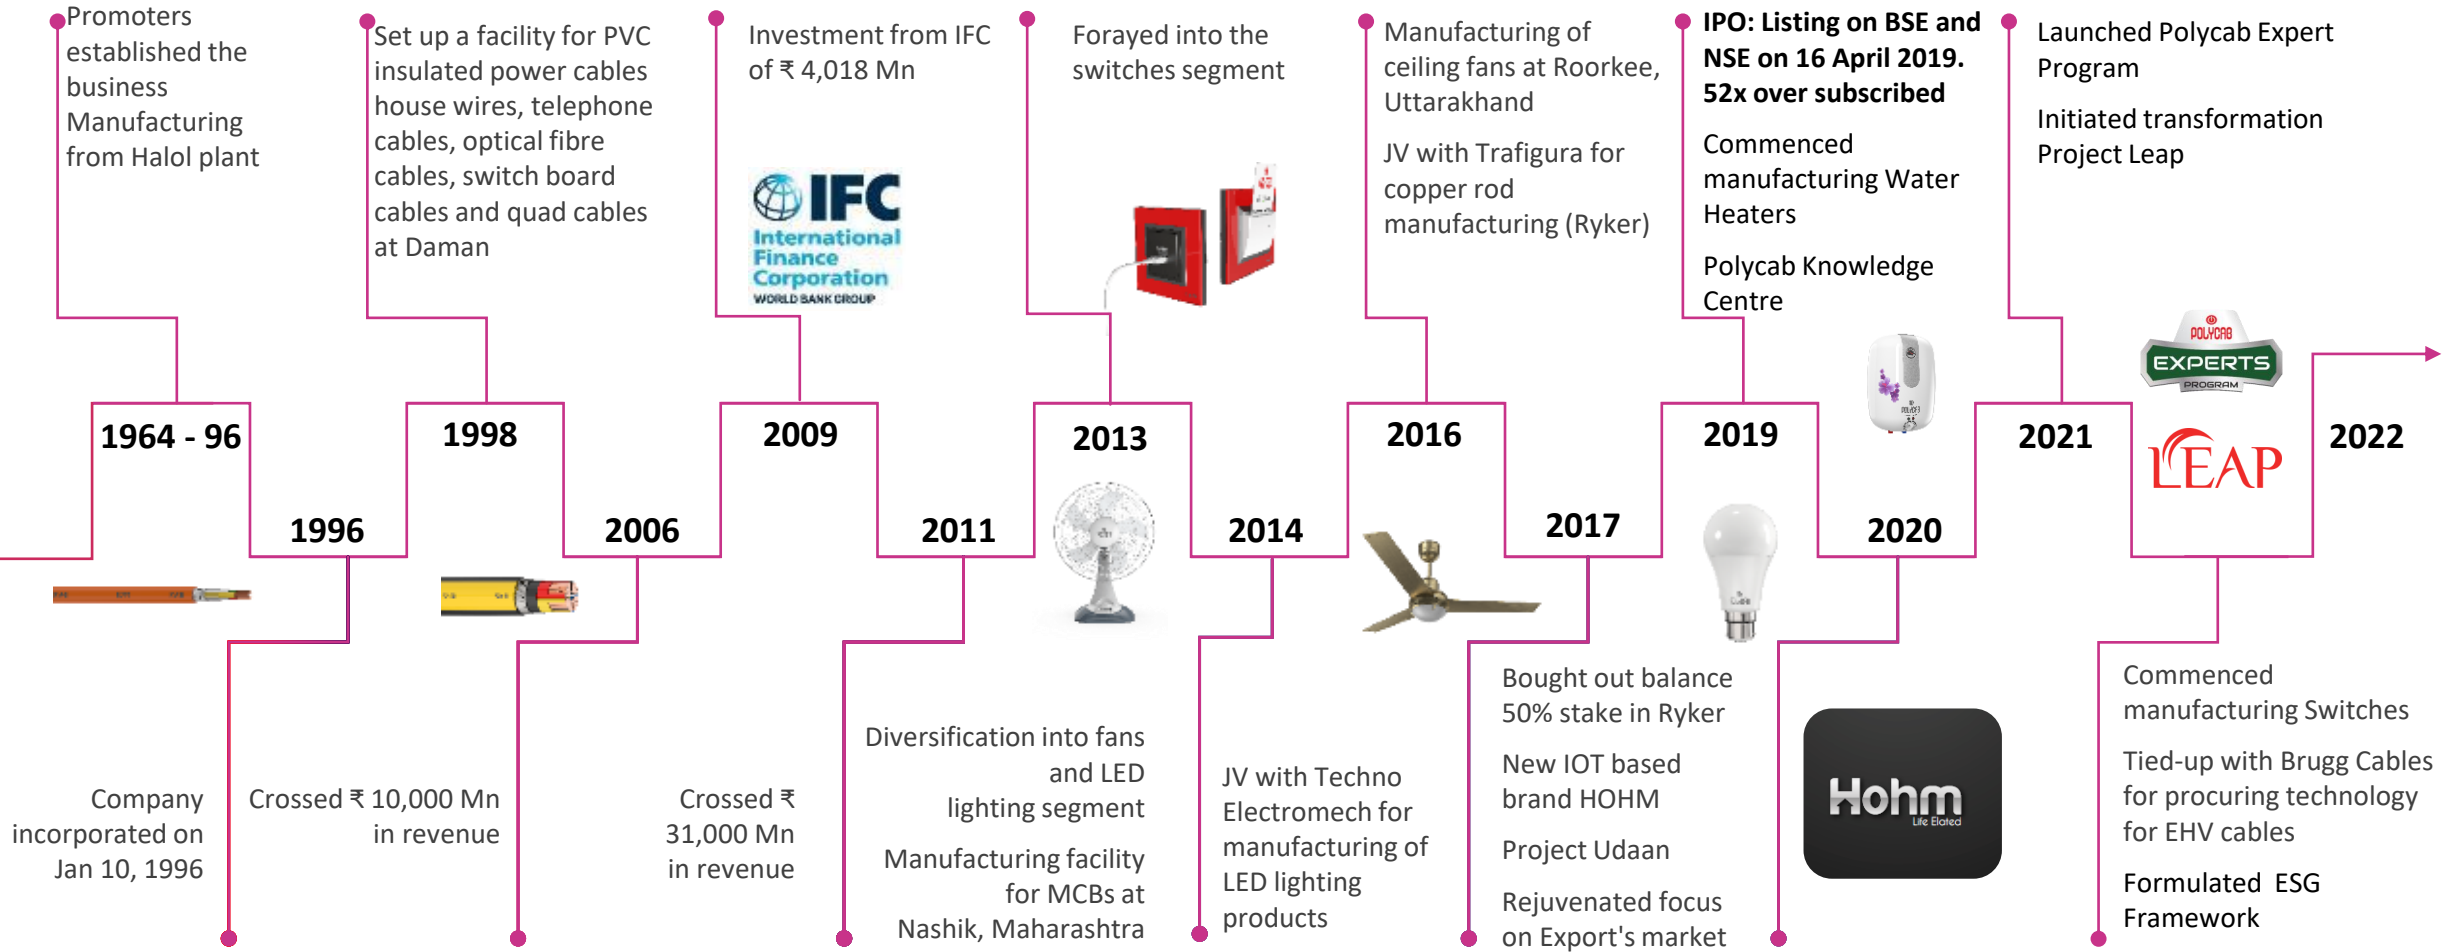 Promoters
established the
business
Manufacturing
from Halol plant
Set up a facility for PVC
insulated power cables
house wires, telephone
cables, optical fibre
cables, switch board
cables and quad cables
at Daman
Investment from IFC
of ₹ 4,018 Mn
IFC
International
Finance
Corporation
WORLD BANK GROUP
Forayed into the
switches segment
Manufacturing of
ceiling fans at Roorkee,
Uttarakhand
JV with Trafigura for
copper rod
manufacturing (Ryker)
IPO: Listing on BSE and
NSE on 16 April 2019.
52x over subscribed
Commenced
manufacturing Water
Heaters
Polycab Knowledge
Centre
Launched Polycab Expert
Program
Initiated transformation
Project Leap
POLYCAB
EXPERTS
PROGRAM
LEAP
1964 - 96
1998
2009
2013
2016
2019
2021
2022
1996
2006
2011
2014
2017
2020
Company
incorporated on
Jan 10, 1996
Crossed ₹ 10,000 Mn
in revenue
Crossed ₹
31,000 Mn
in revenue
Diversification into fans
and LED
lighting segment
Manufacturing facility
for MCBs at
Nashik, Maharashtra
JV with Techno
Electromech for
manufacturing of
LED lighting
products
Bought out balance
50% stake in Ryker
New IOT based
brand HOHM
Project Udaan
Rejuvenated focus
on Export's market
Hohm
Life Elated
Commenced
manufacturing Switches
Tied-up with Brugg Cables
for procuring technology
for EHV cables
Formulated ESG
Framework